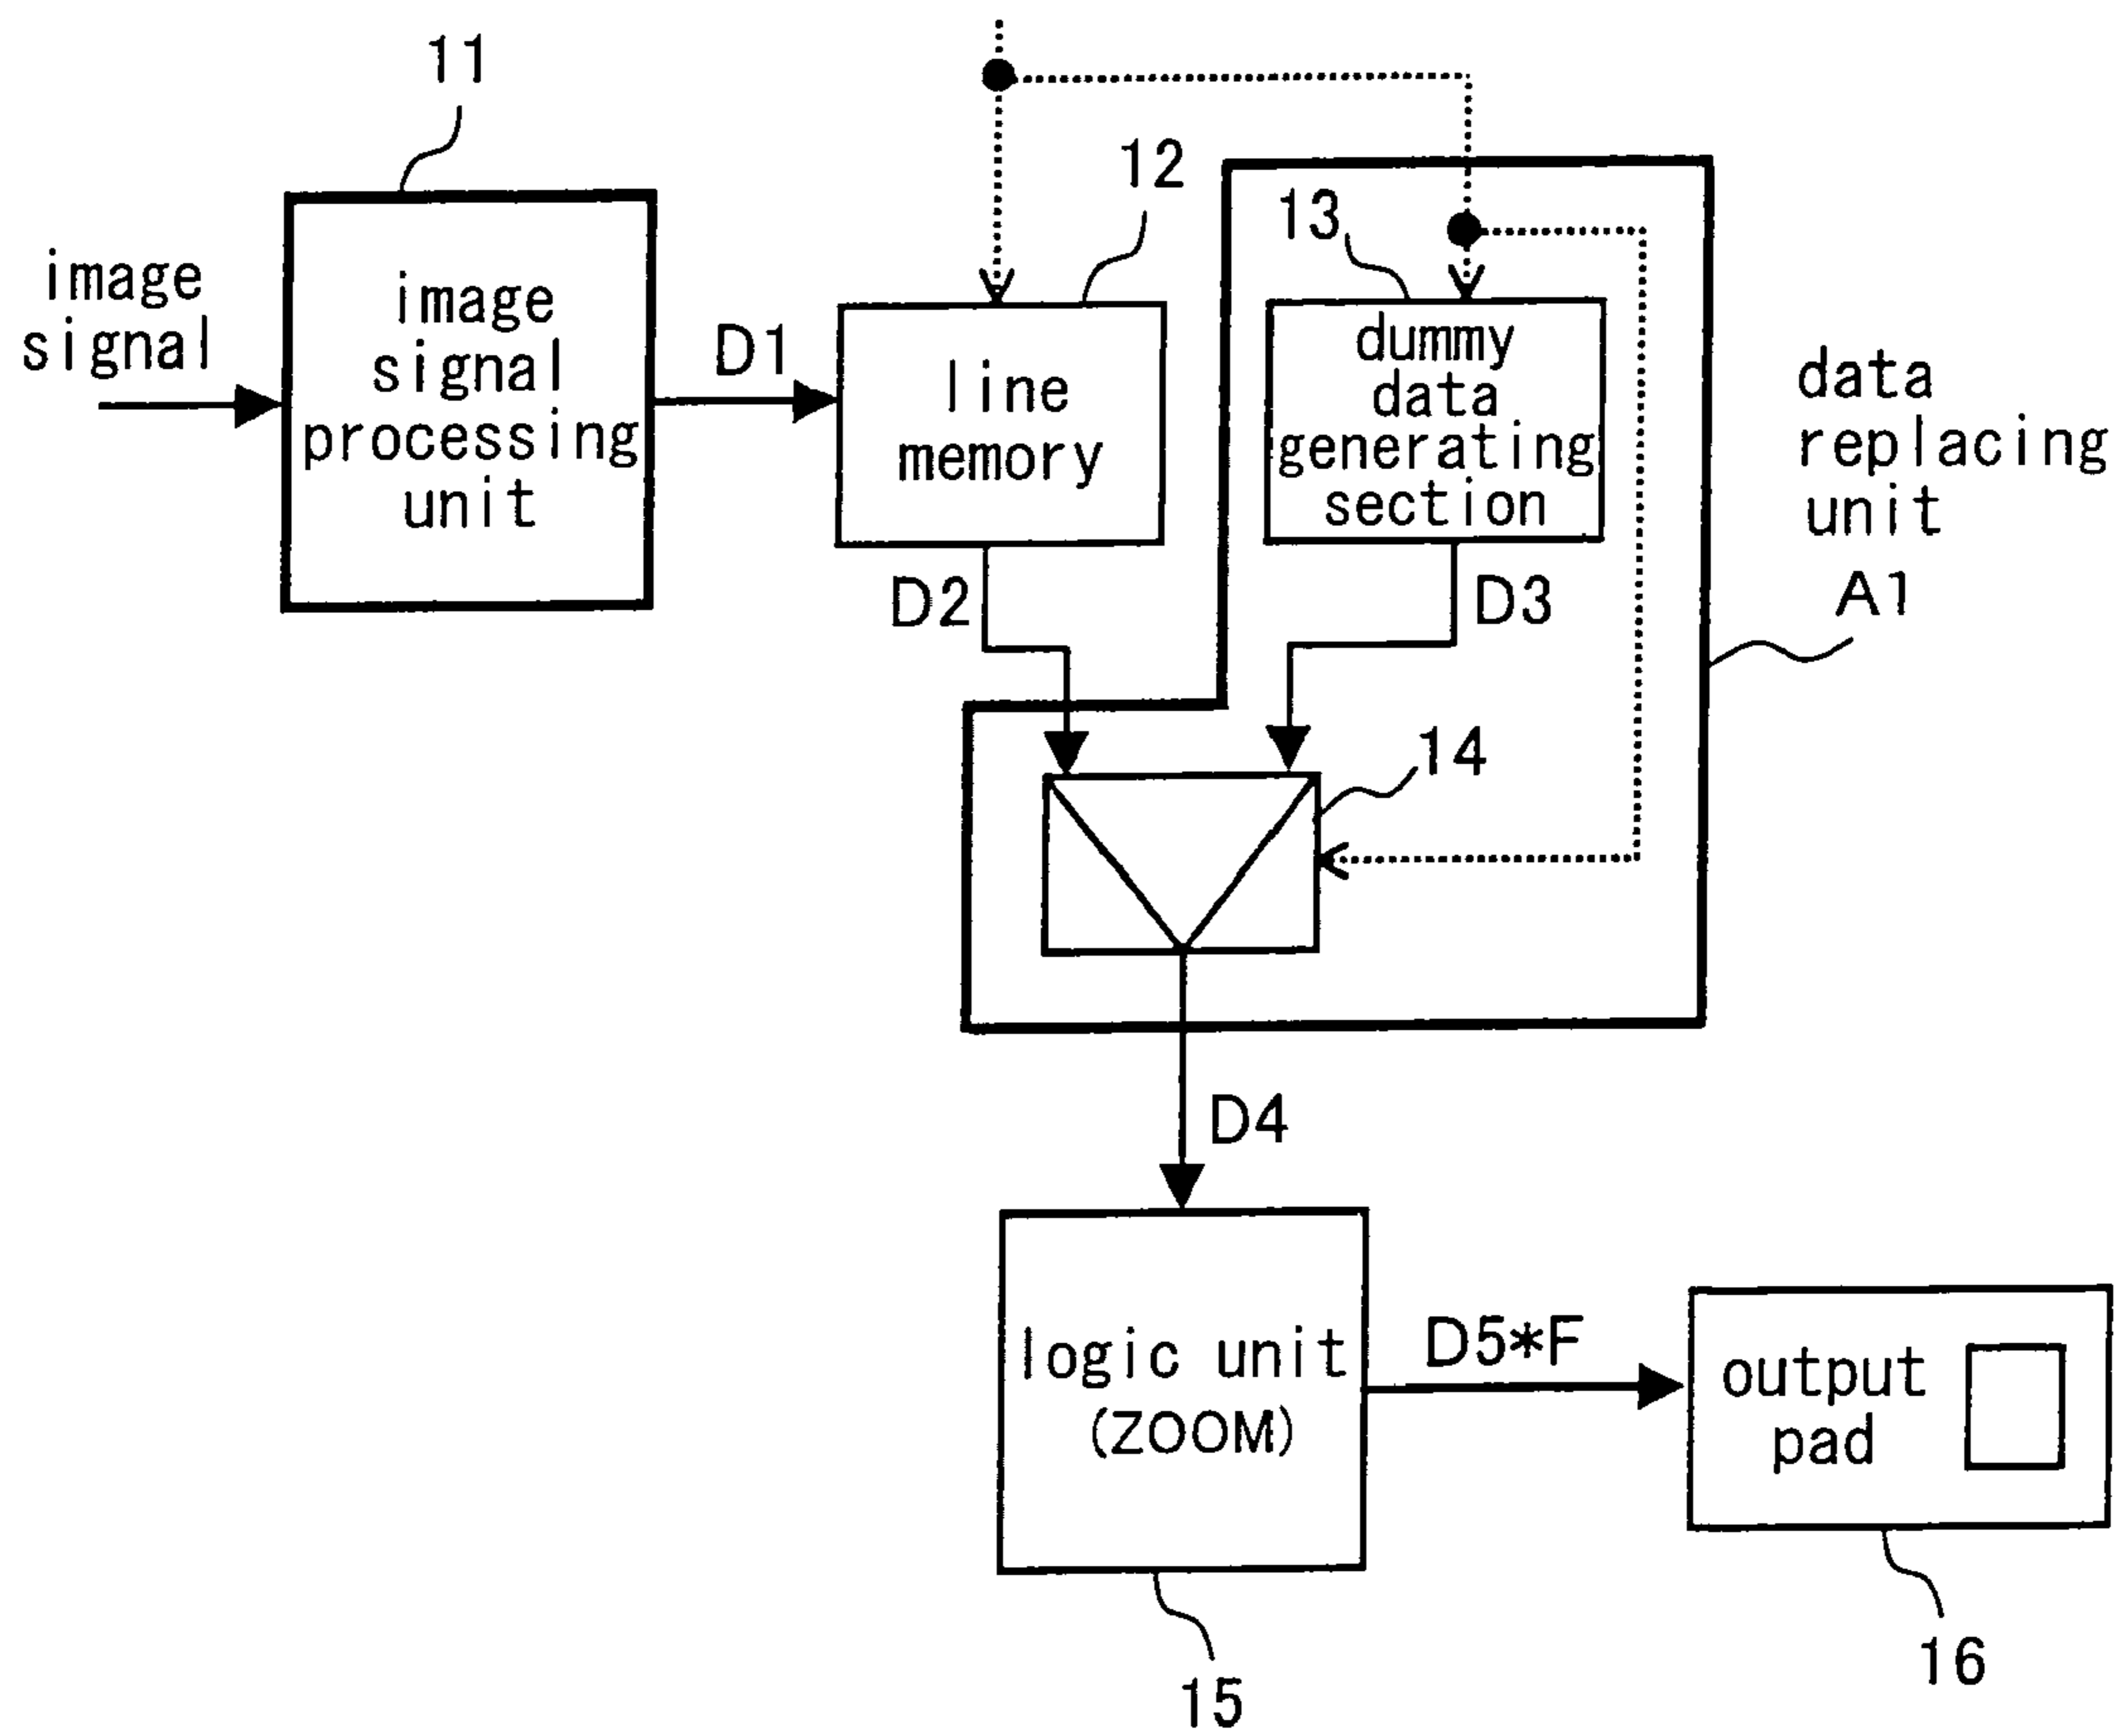 11
12
13
image
signal
image
signal
processing
unit
D1
line
memory
dummy
data
generating
section
data
replacing
unit
A1
D2
D3
14
D4
logic unit
(ZOOM)
D5*F
output
pad
15
16